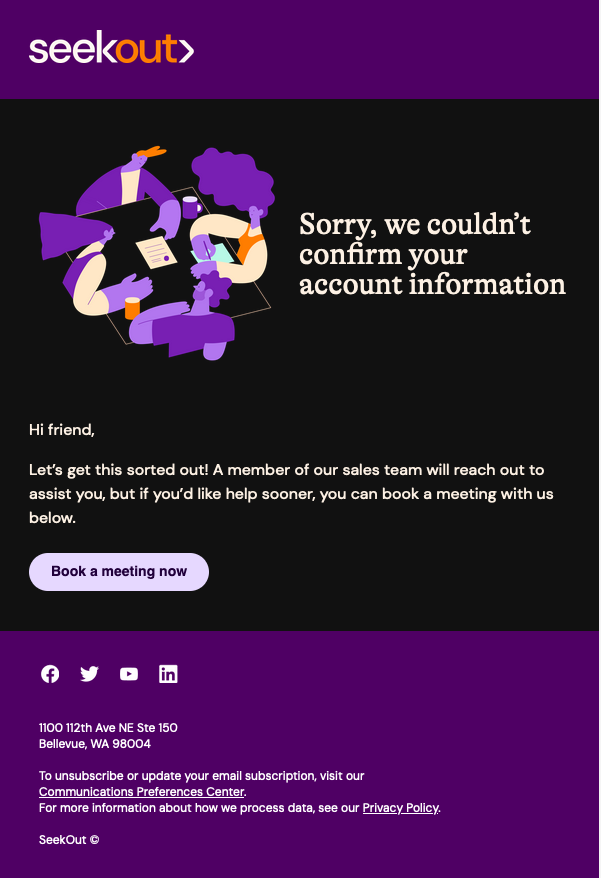 seekout>
Sorry, we couldn’t
confirm your
account information
Hi friend,
Let’s get this sorted out! A member of our sales team will reach out to
assist you, but if you’d like help sooner, you can book a meeting with us
below.
Book a meeting now
1100 112th Ave NE Ste 150
Bellevue, WA 98004
To unsubscribe or update your email subscription, visit our
Communications Preferences Center.
For more information about how we process data, see our Privacy Policy.
SeekOut ©